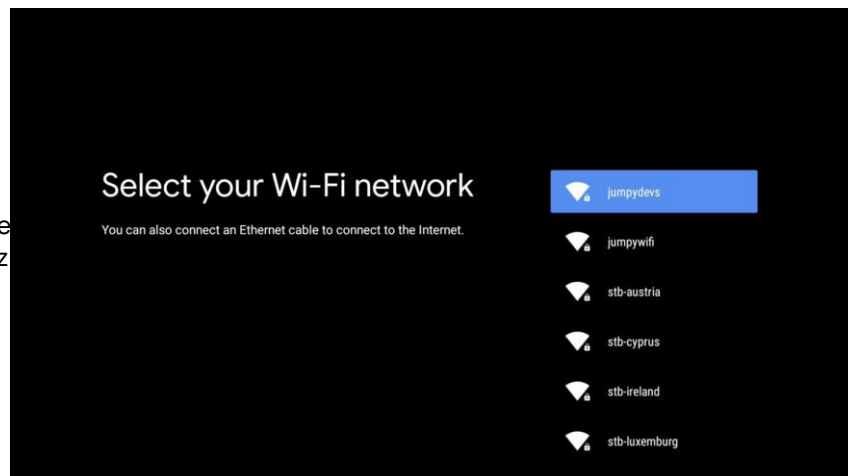 Select your Wi-Fi network
You can also connect an Ethernet cable to connect to the Internet.
jumpydevs
jumpywifi
stb-austria
stb-cyprus
stb-ireland
stb-luxemburg
e
z